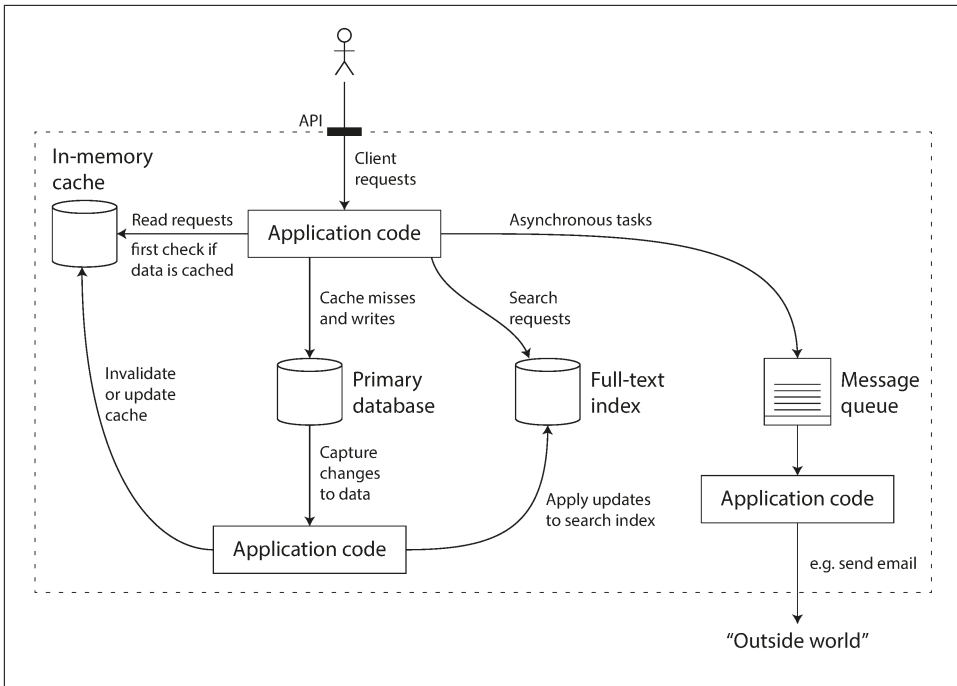 API
Client
requests
In-memory
cache
Read requests
first check if
data is cached
Application code
Asynchronous tasks
Cache misses
and writes
Search
requests
Invalidate
or update
cache
Primary
database
Full-text
index
Message
queue
Capture
changes
to data
Apply updates
to search index
Application code
Application code
e.g. send email
“Outside world”